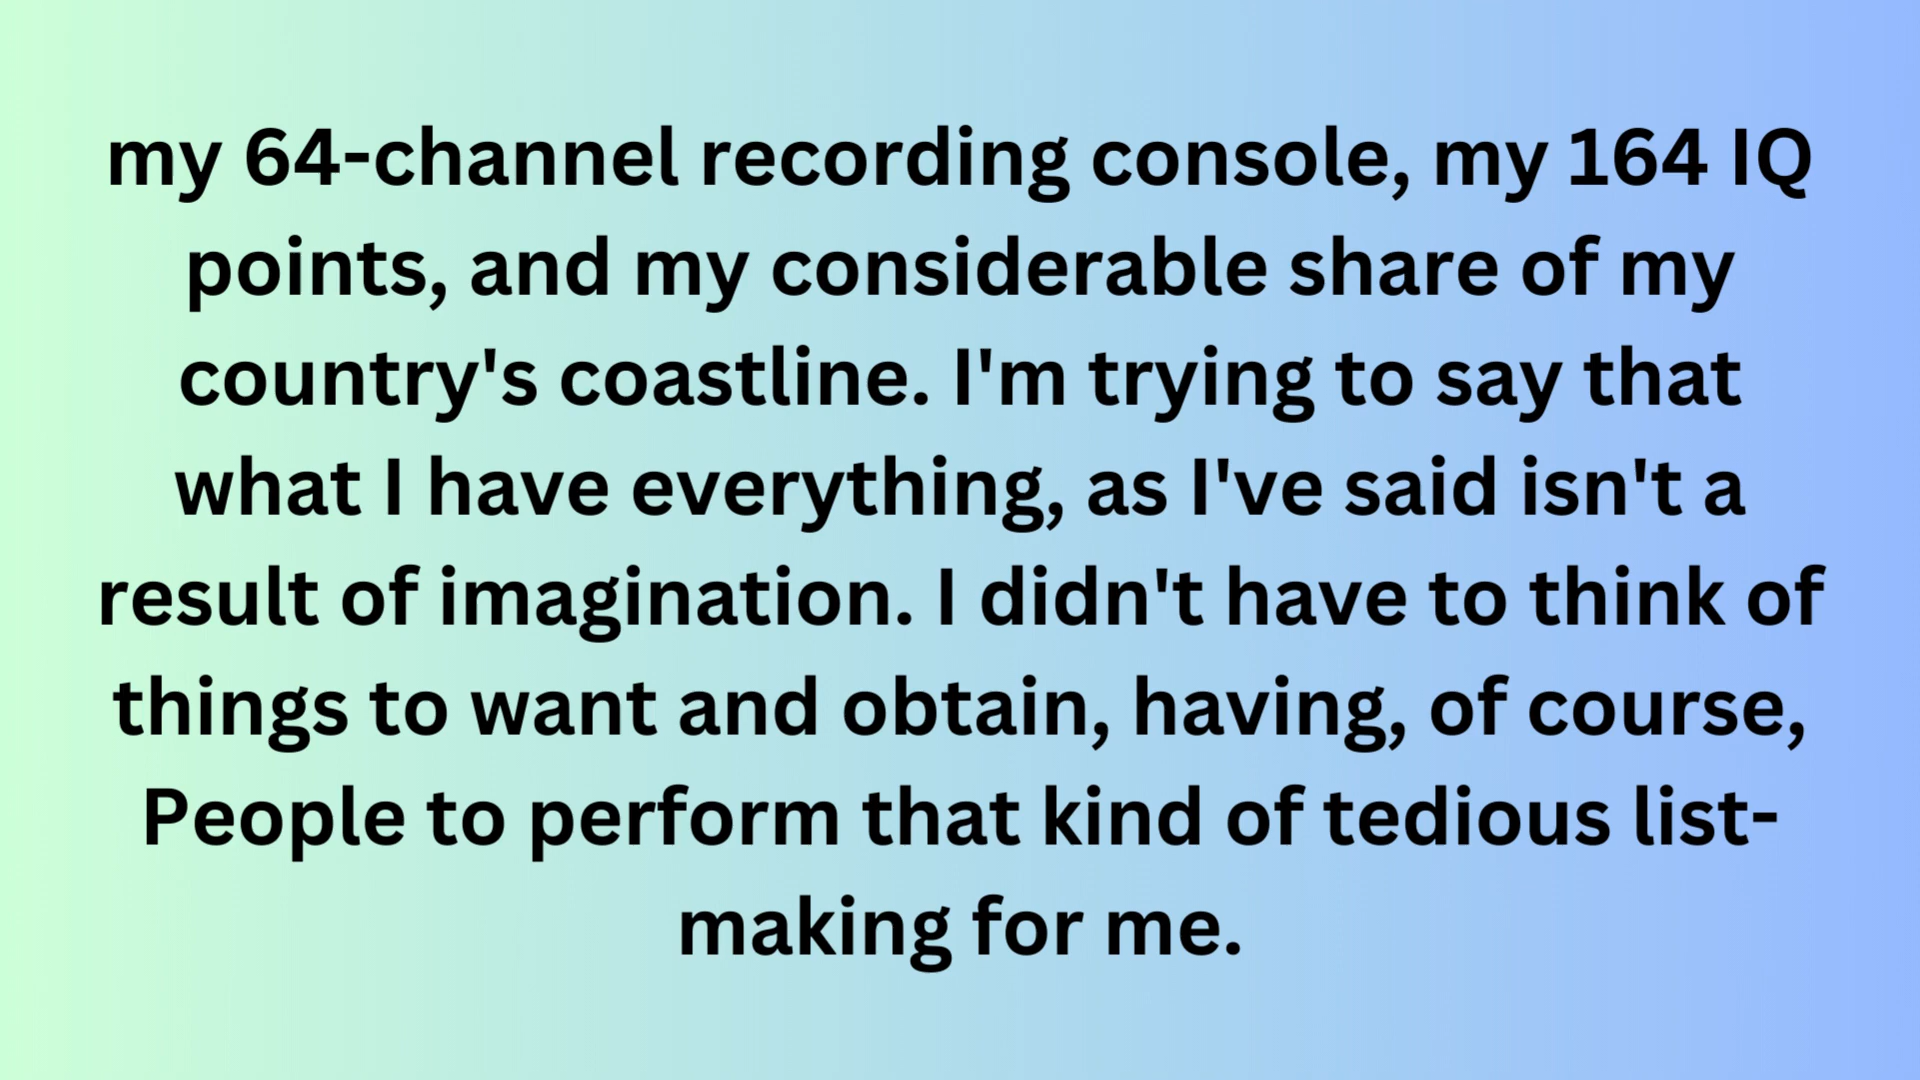 my 64-channel recording console, my 164 IQ
points, and my considerable share of my
country's coastline. I'm trying to say that
what I have everything, as I've said isn't a
result of imagination. I didn't have to think of
things to want and obtain, having, of course,
People to perform that kind of tedious list-
making for me.